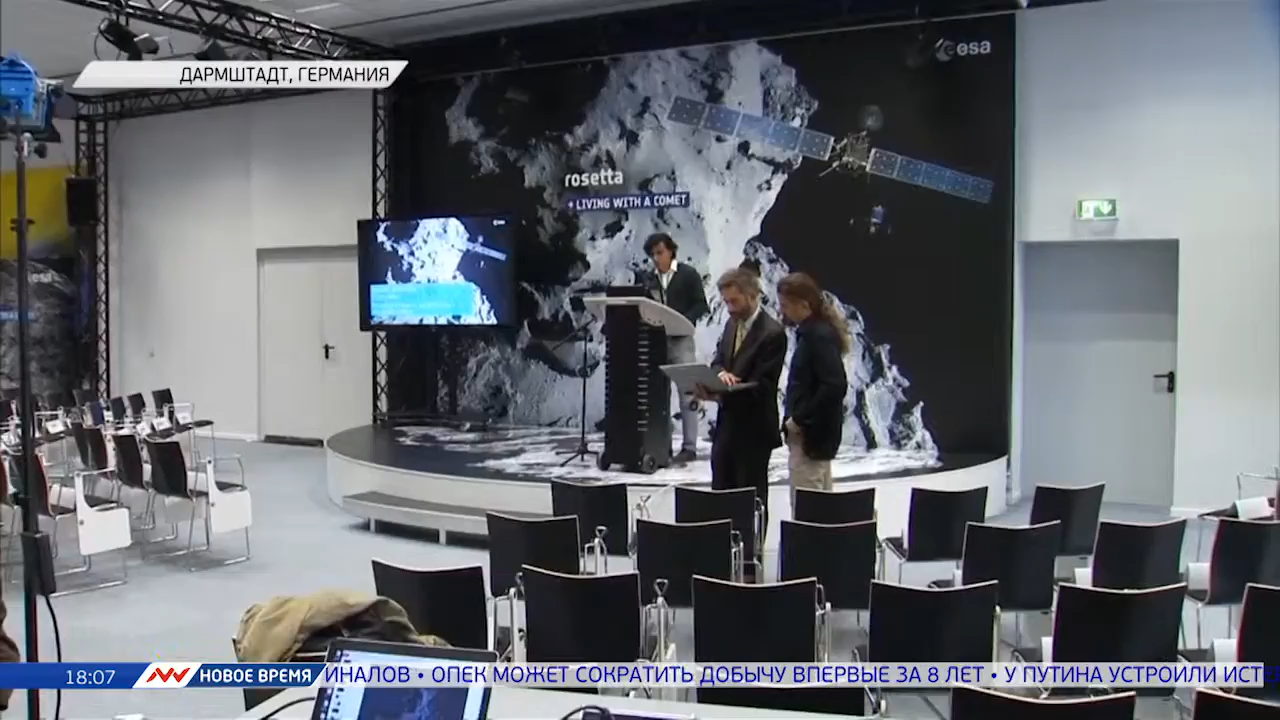 ДАРМШТАДТ, ГЕРМАНИЯ
esa
rosetta
+ LIVING WITH A COMET
18:07
НОВОЕ ВРЕМЯ
ИНАЛОВ • ОПЕК МОЖЕТ СОКРАТИТЬ ДОБЫЧУ ВПЕРВЫЕ ЗА 8 ЛЕТ • У ПУТИНА УСТРОИЛИ ИСТ